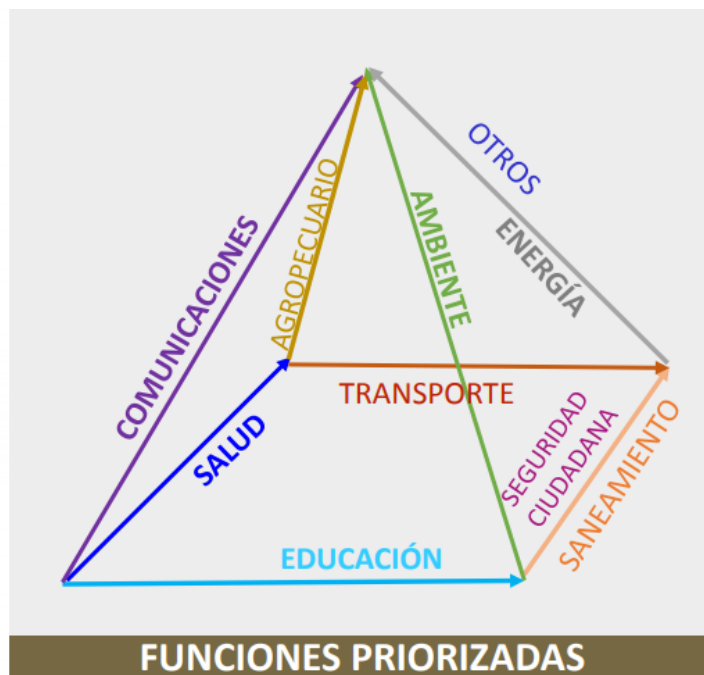 OTROS
ENERGÍA
AMBIENTE
AGROPECUARIO
COMUNICACIONES
TRANSPORTE
SALUD
SEGURIDAD
CIUDADANA
SANEAMIENTO
EDUCACIÓN
FUNCIONES PRIORIZADAS